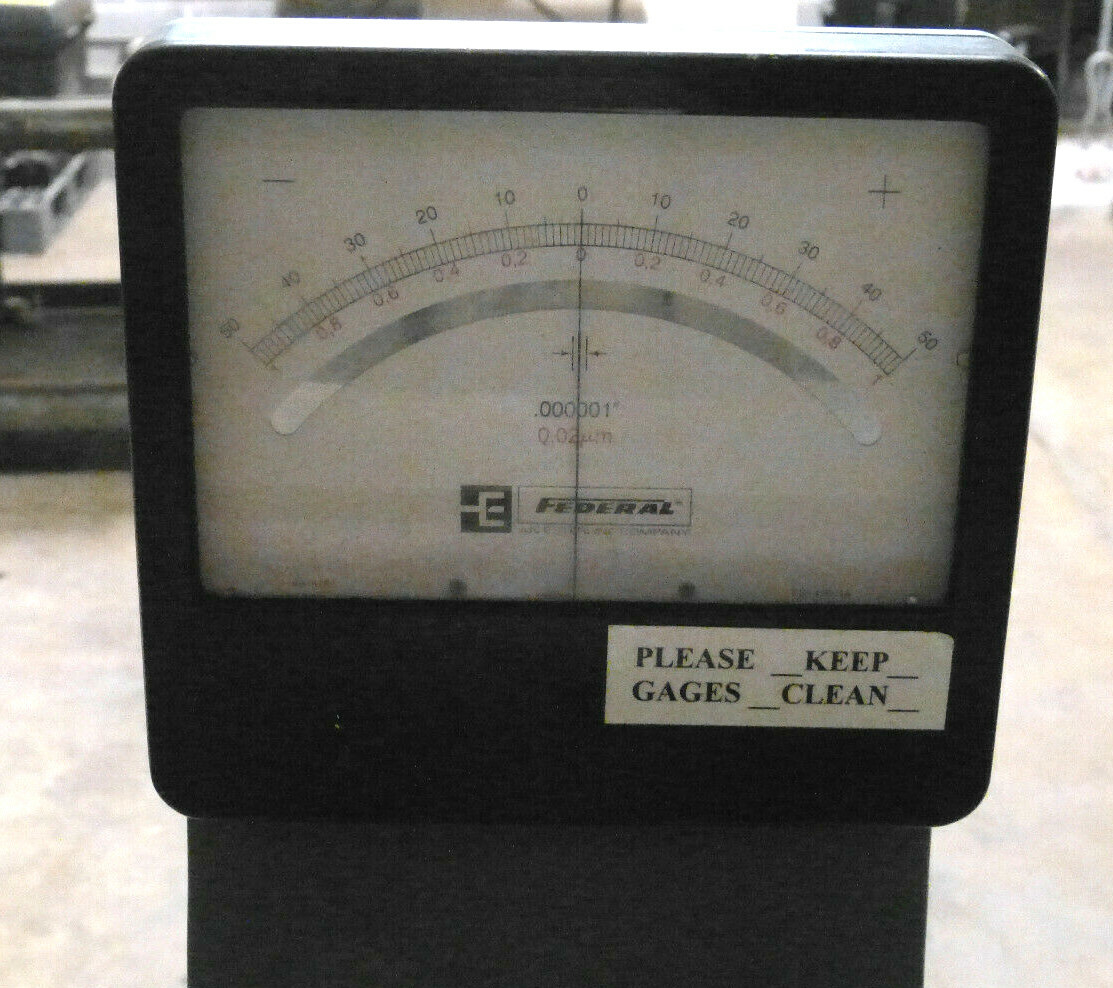 − +
50 40 30 20 10 0 10 20 30 40 50
0.8 0.6 0.4 0.2 0 0.2 0.4 0.6 0.8
.000001"
0.02µm
FEDERAL
COMPANY
PLEASE __KEEP__
GAGES __CLEAN__